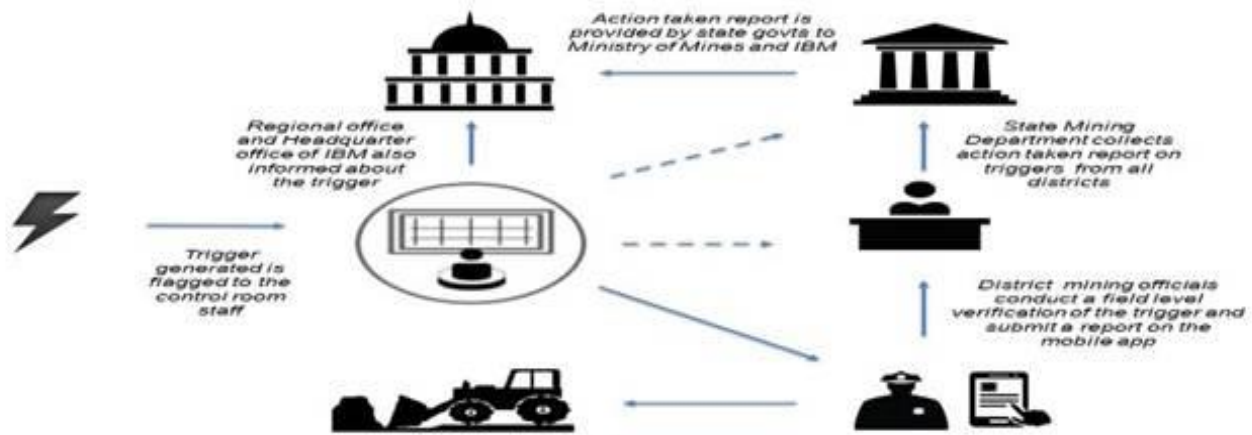 Action taken report is
provided by state govts to
Ministry of Mines and IBM
Regional office
and Headquarter
office of IBM also
informed about
the trigger
State Mining
Department collects
action taken report on
triggers from all
districts
Trigger
generated is
flagged to the
control room
staff
District mining officials
conduct a field level
verification of the trigger and
submit a report on the
mobile app